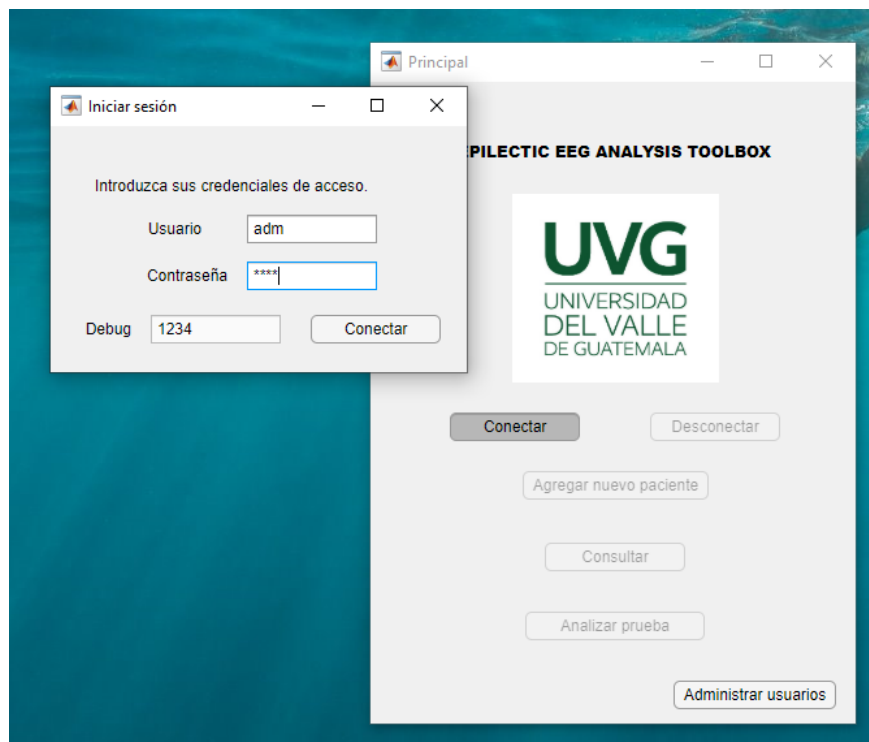 Principal
Iniciar sesión
PILECTIC EEG ANALYSIS TOOLBOX
Introduzca sus credenciales de acceso.
Usuario
adm
Contraseña
****
Debug
1234
Conectar
UVG
UNIVERSIDAD
DEL VALLE
DE GUATEMALA
Conectar
Desconectar
Agregar nuevo paciente
Consultar
Analizar prueba
Administrar usuarios